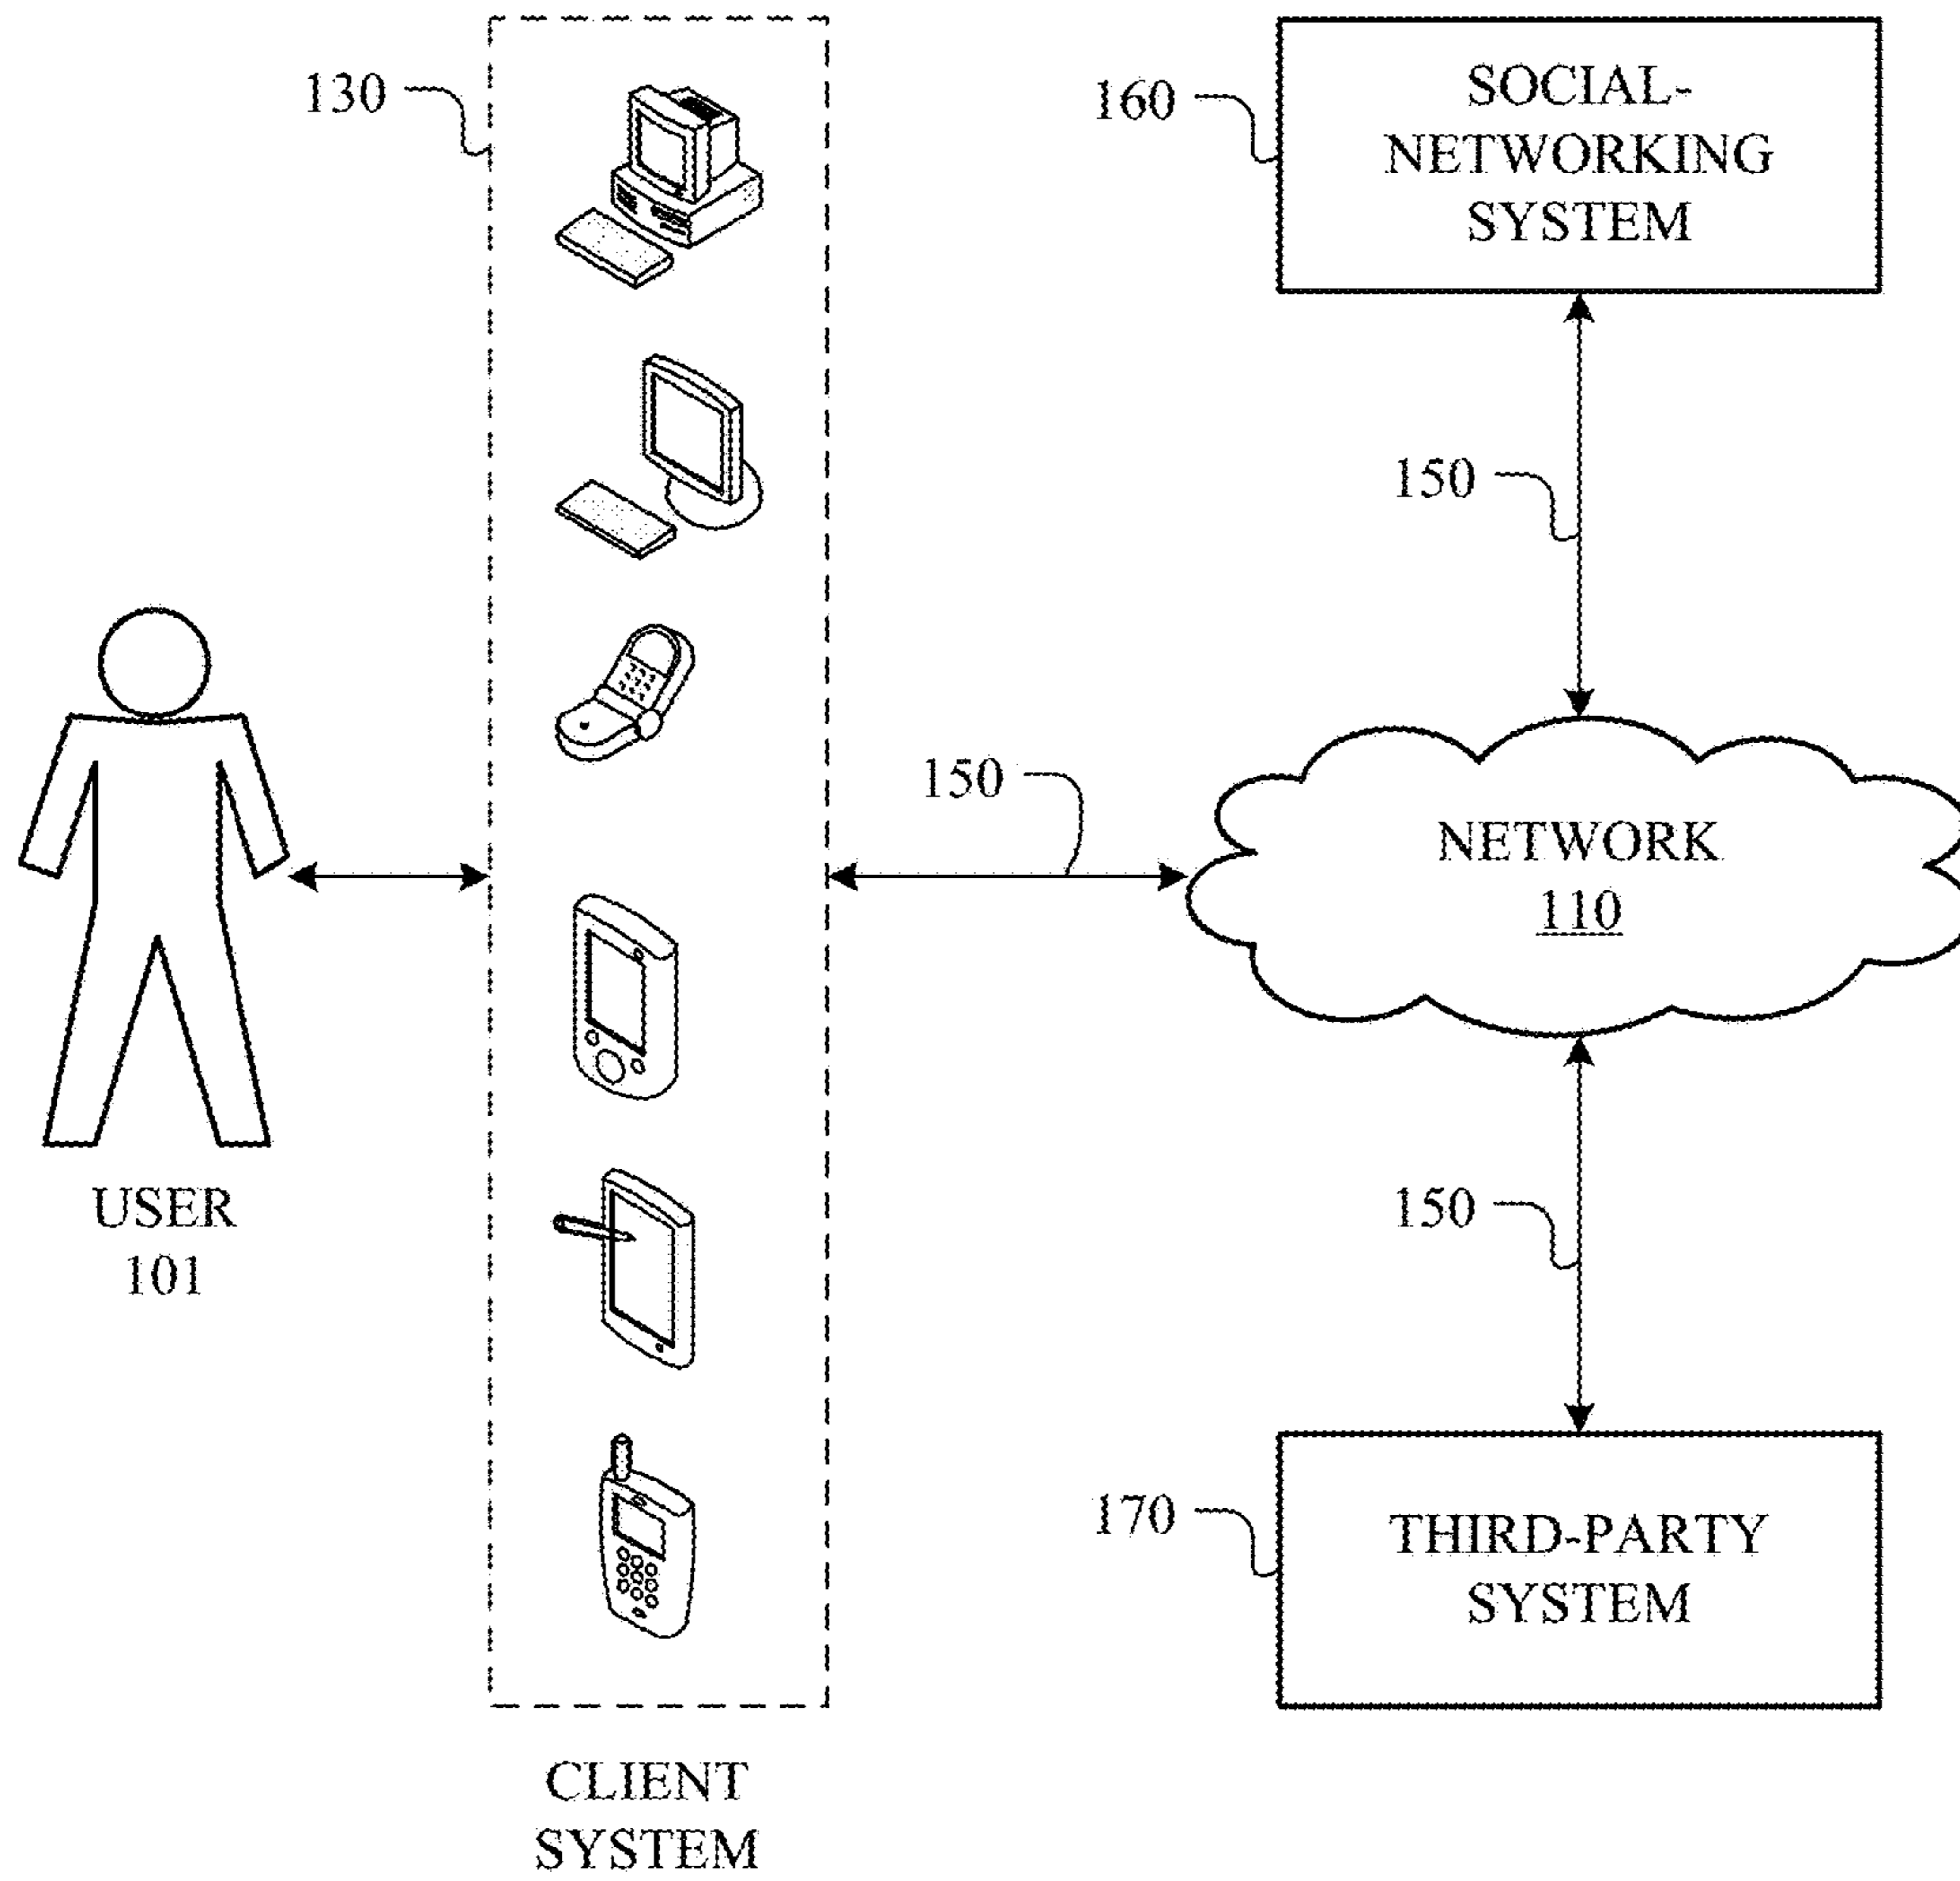 130
160
SOCIAL-
NETWORKING
SYSTEM
150
150
NETWORK
110
USER
101
150
170
THIRD-PARTY
SYSTEM
CLIENT
SYSTEM